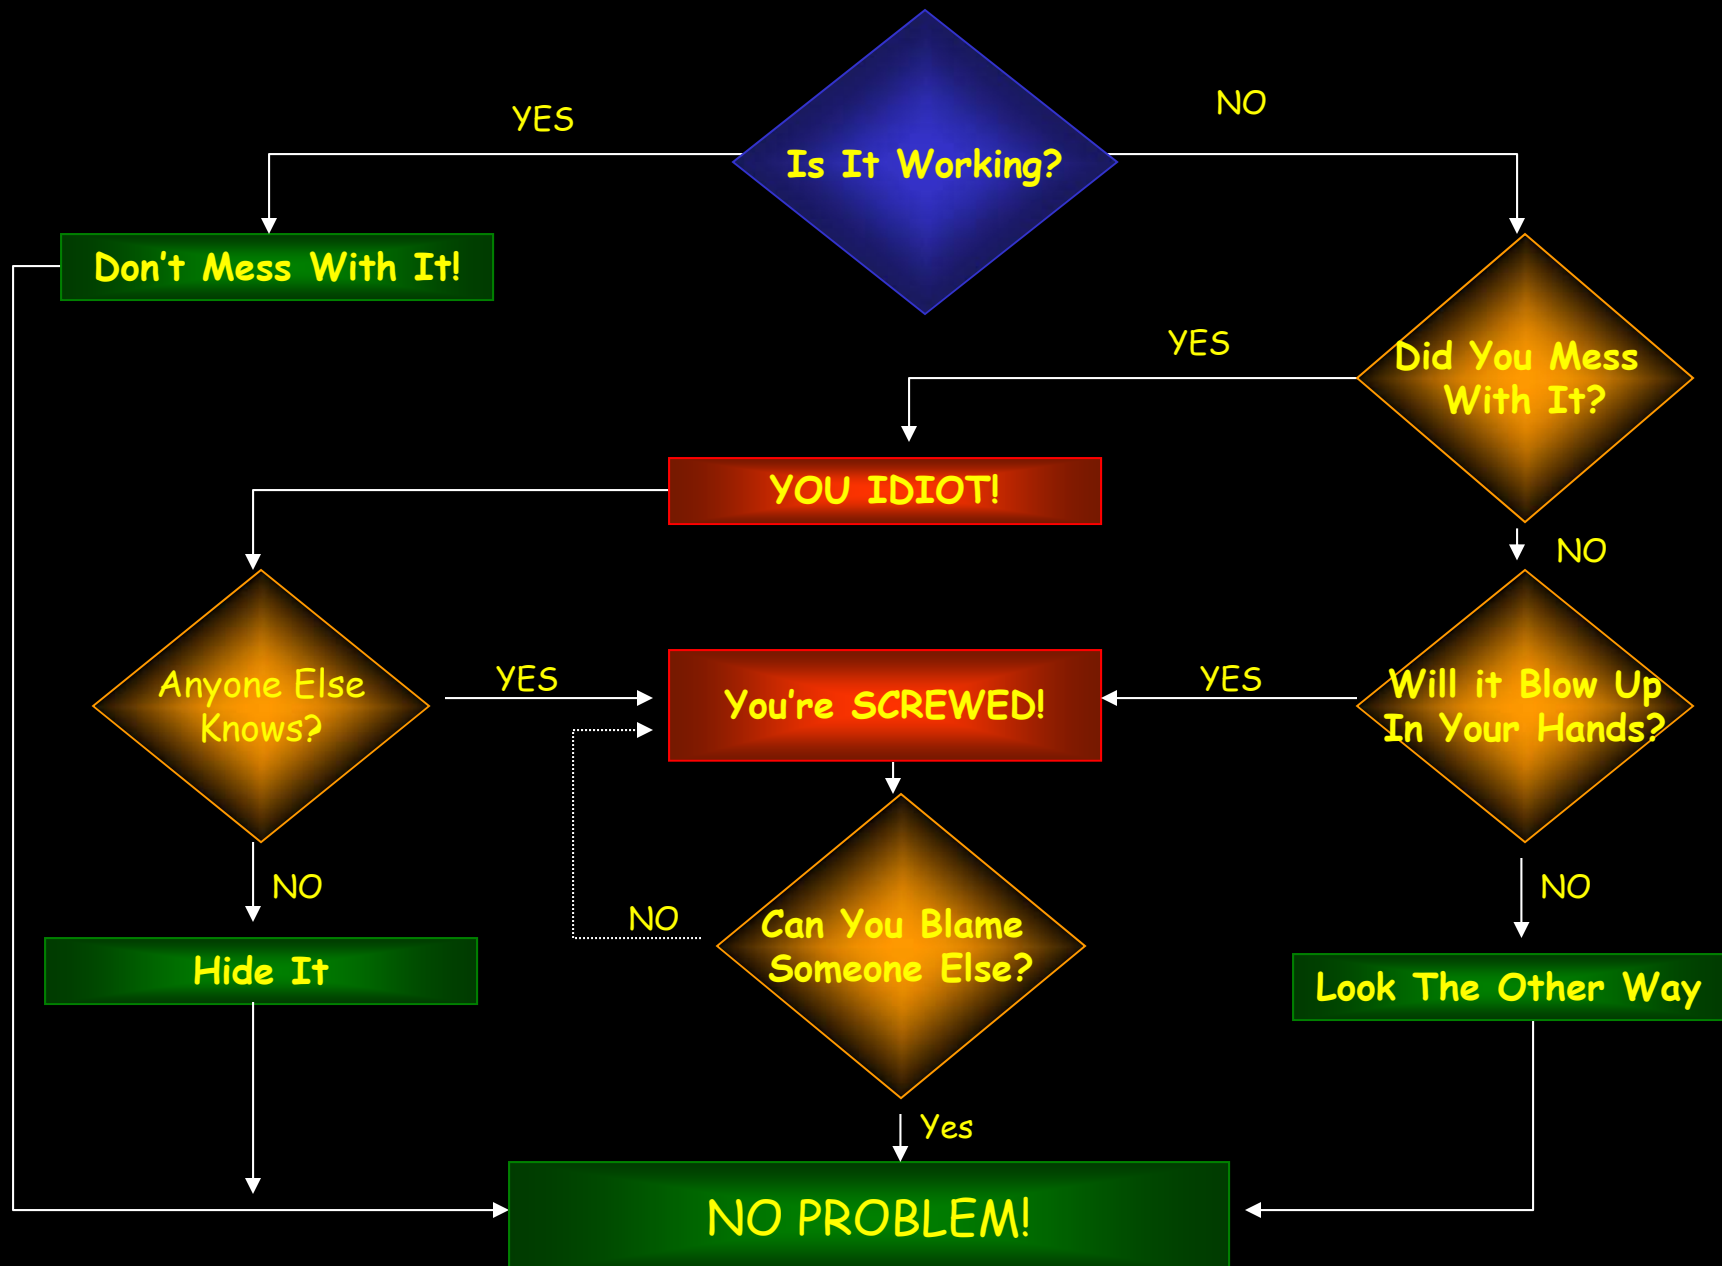 YES
NO
Is It Working?
Don't Mess With It!
YES
Did You Mess
With It?
YOU IDIOT!
NO
Anyone Else
Knows?
YES
You're SCREWED!
YES
Will it Blow Up
In Your Hands?
NO
NO
NO
Can You Blame
Someone Else?
Hide It
Look The Other Way
Yes
NO PROBLEM!